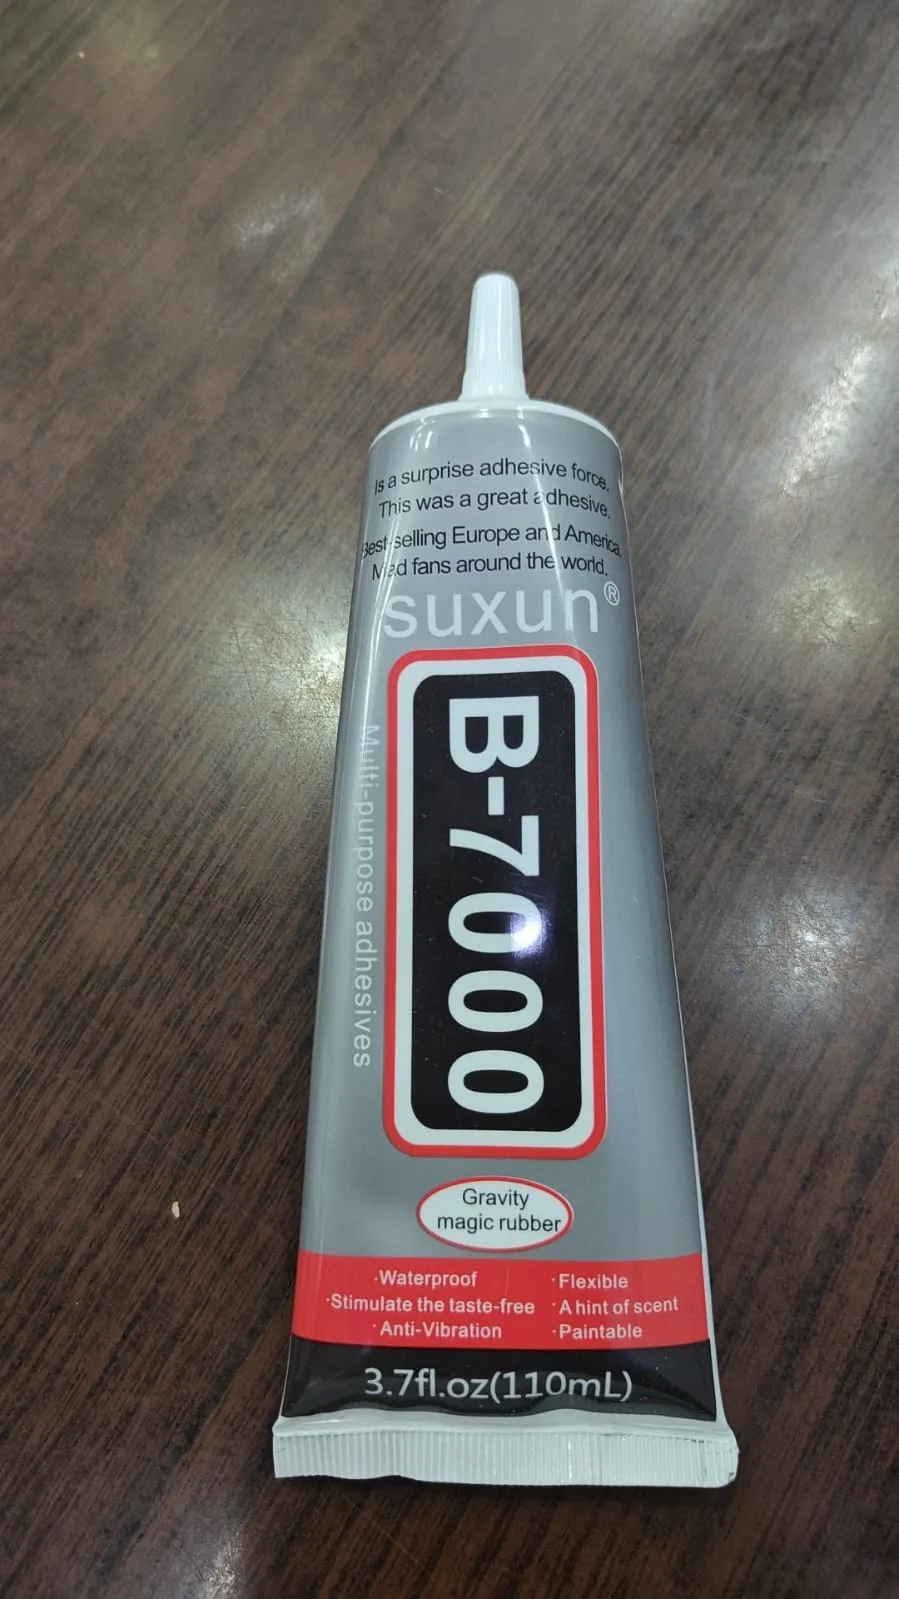 Is a surprise adhesive force.
This was a great adhesive.
Best-selling Europe and America.
Mad fans around the world.
suxun®
B-7000
Multi-purpose adhesives
Gravity
magic rubber
·Waterproof
·Flexible
·Stimulate the taste-free
·A hint of scent
·Anti-Vibration
·Paintable
3.7fl.oz(110mL)